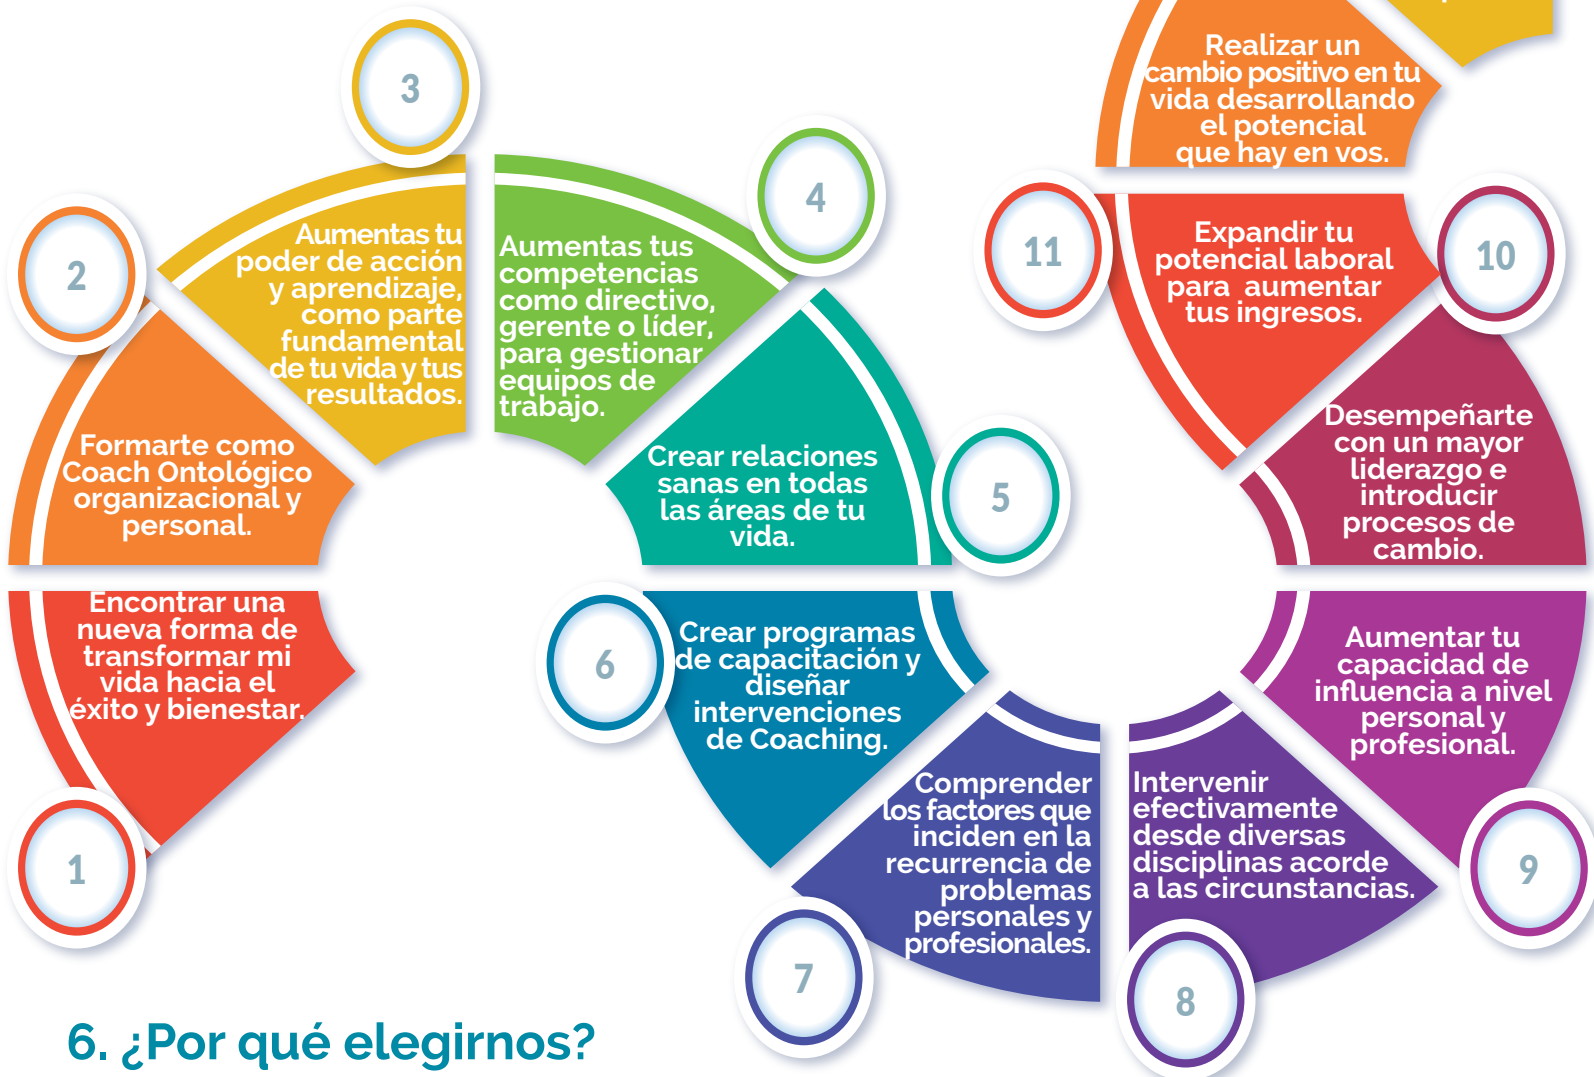 1
Encontrar una
nueva forma de
transformar mi
vida hacia el
éxito y bienestar.
2
Formarte como
Coach Ontológico
organizacional y
personal.
3
Aumentas tu
poder de acción
y aprendizaje,
como parte
fundamental
de tu vida y tus
resultados.
4
Aumentas tus
competencias
como directivo,
gerente o líder,
para gestionar
equipos de
trabajo.
5
Crear relaciones
sanas en todas
las áreas de tu
vida.
6
Crear programas
de capacitación y
diseñar
intervenciones
de Coaching.
7
Comprender
los factores que
inciden en la
recurrencia de
problemas
personales y
profesionales.
8
Intervenir
efectivamente
desde diversas
disciplinas acorde
a las circunstancias.
9
Aumentar tu
capacidad de
influencia a nivel
personal y
profesional.
10
Desempeñarte
con un mayor
liderazgo e
introducir
procesos de
cambio.
11
Expandir tu
potencial laboral
para aumentar
tus ingresos.
Realizar un
cambio positivo en tu
vida desarrollando
el potencial
que hay en vos.
6. ¿Por qué elegirnos?